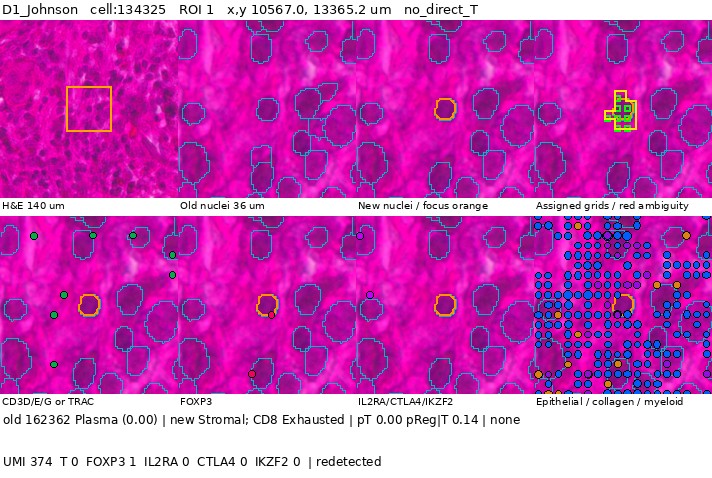 D1_Johnson   cell:134325   ROI 1   x,y 10567.0, 13365.2 um   no_direct_T
H&E 140 um
Old nuclei 36 um
New nuclei / focus orange
Assigned grids / red ambiguity
CD3D/E/G or TRAC
FOXP3
IL2RA/CTLA4/IKZF2
Epithelial / collagen / myeloid
old 162362 Plasma (0.00) | new Stromal; CD8 Exhausted | pT 0.00 pReg|T 0.14 | none
UMI 374  T 0  FOXP3 1  IL2RA 0  CTLA4 0  IKZF2 0  | redetected